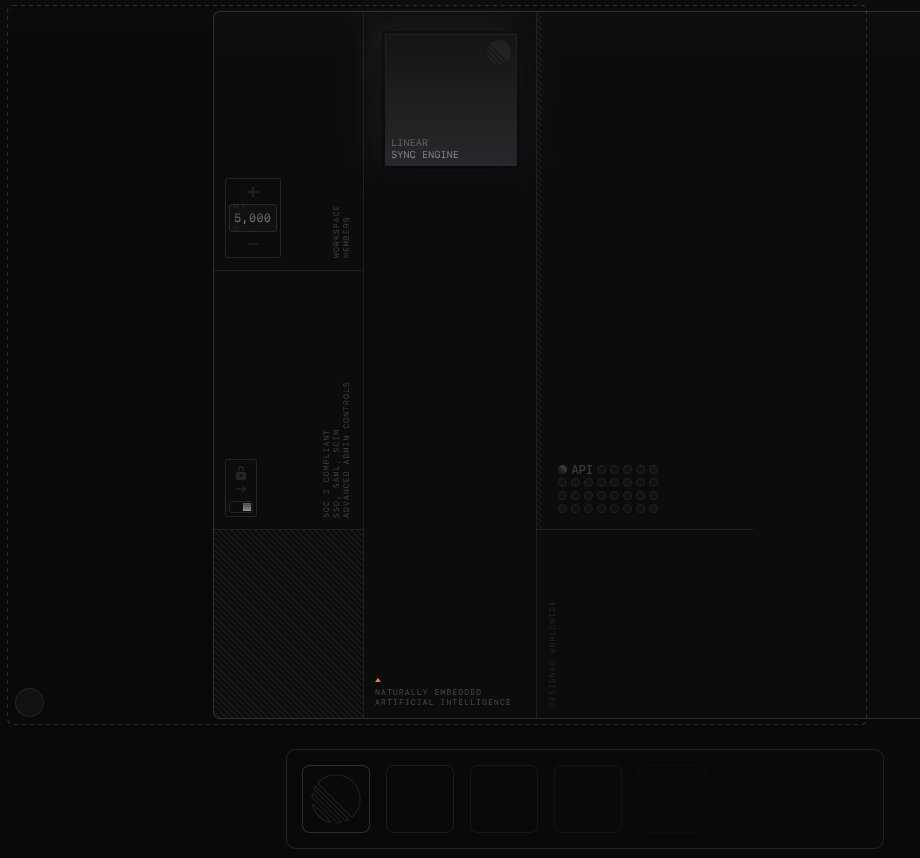 LINEAR
SYNC ENGINE
5,000
WORKSPACE
MEMBERS
SOC 2 COMPLIANT
SSO, SAML, SCIM
ADVANCED ADMIN CONTROLS
API
NATURALLY EMBEDDED
ARTIFICIAL INTELLIGENCE
DESIGNED WORLDWIDE